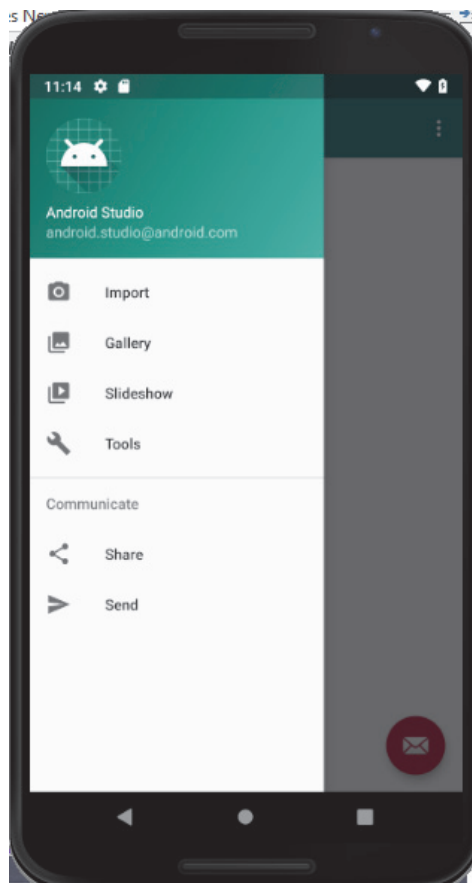 11:14
Android Studio
android.studio@android.com
Import
Gallery
Slideshow
Tools
Communicate
Share
Send